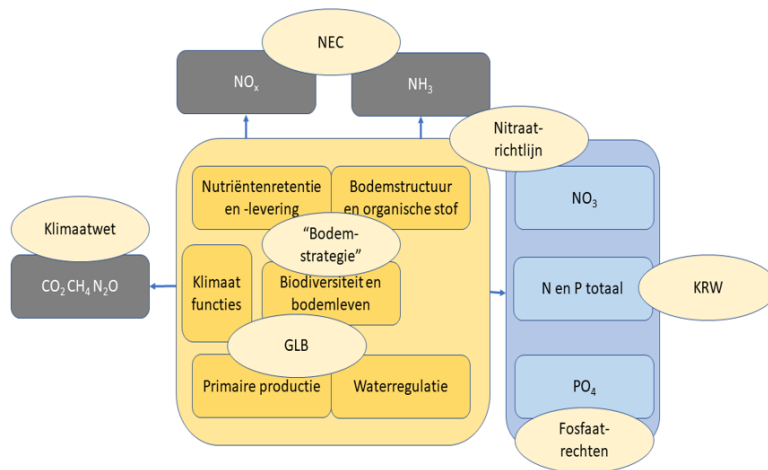 NEC
NOₓ
NH₃
Nitraat-
richtlijn
Nutriëntenretentie
en -levering
Bodemstructuur
en organische stof
NO₃
Klimaatwet
"Bodem-
strategie"
CO₂ CH₄ N₂O
Klimaat
functies
Biodiversiteit en
bodemleven
N en P totaal
KRW
GLB
Primaire productie
Waterregulatie
PO₄
Fosfaat-
rechten